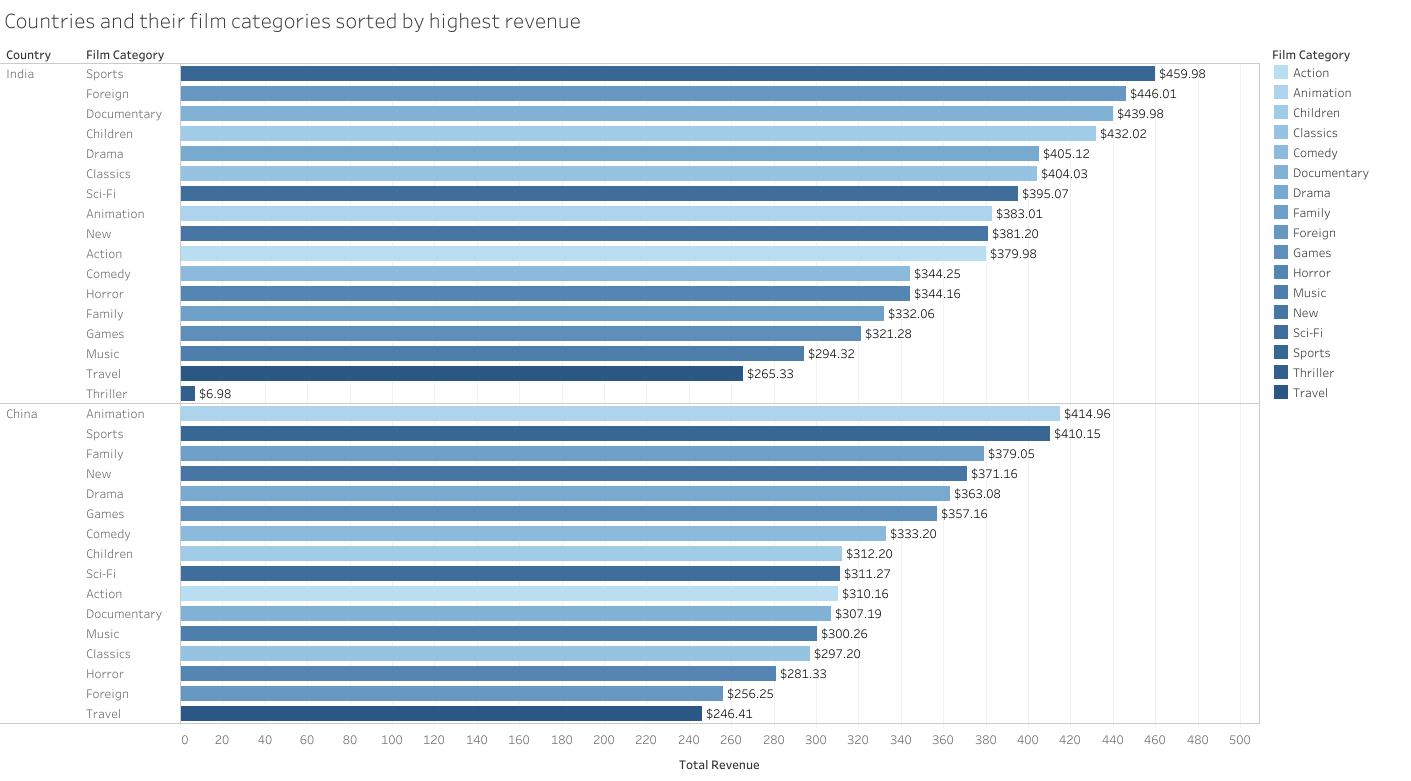 Countries and their film categories sorted by highest revenue
Country Film Category
India Sports $459.98
Foreign $446.01
Documentary $439.98
Children $432.02
Drama $405.12
Classics $404.03
Sci-Fi $395.07
Animation $383.01
New $381.20
Action $379.98
Comedy $344.25
Horror $344.16
Family $332.06
Games $321.28
Music $294.32
Travel $265.33
Thriller $6.98
China Animation $414.96
Sports $410.15
Family $379.05
New $371.16
Drama $363.08
Games $357.16
Comedy $333.20
Children $312.20
Sci-Fi $311.27
Action $310.16
Documentary $307.19
Music $300.26
Classics $297.20
Horror $281.33
Foreign $256.25
Travel $246.41
0 20 40 60 80 100 120 140 160 180 200 220 240 260 280 300 320 340 360 380 400 420 440 460 480 500
Total Revenue
Film Category
Action
Animation
Children
Classics
Comedy
Documentary
Drama
Family
Foreign
Games
Horror
Music
New
Sci-Fi
Sports
Thriller
Travel